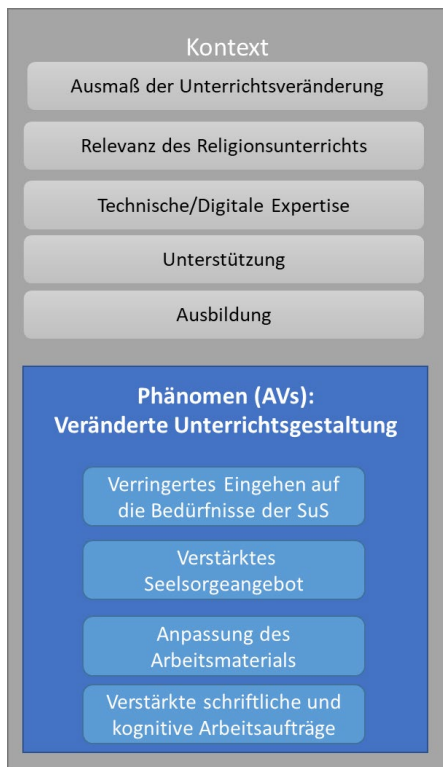 Kontext
Ausmaß der Unterrichtsveränderung
Relevanz des Religionsunterrichts
Technische/Digitale Expertise
Unterstützung
Ausbildung
Phänomen (AVs):
Veränderte Unterrichtsgestaltung
Verringertes Eingehen auf
die Bedürfnisse der SuS
Verstärktes
Seelsorgeangebot
Anpassung des
Arbeitsmaterials
Verstärkte schriftliche und
kognitive Arbeitsaufträge